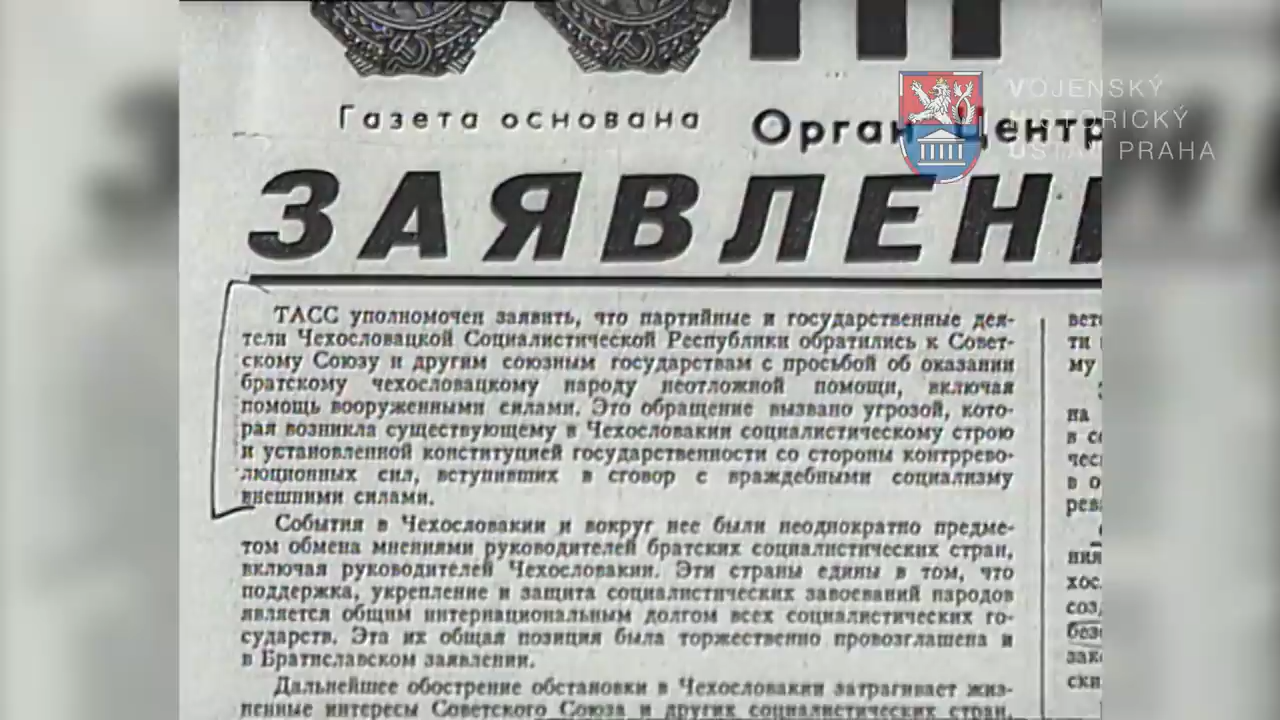 Газета основана
Орган Центр
VOJENSKÝ
HISTORICKÝ
ÚSTAV PRAHA
ЗАЯВЛЕН
ТАСС уполномочен заявить, что партийные и государственные дея-
тели Чехословацкой Социалистической Республики обратились к Совет-
скому Союзу и другим союзным государствам с просьбой об оказании
братскому чехословацкому народу неотложной помощи, включая
помощь вооруженными силами. Это обращение вызвано угрозой, кото-
рая возникла существующему в Чехословакии социалистическому строю
и установленной конституцией государственности со стороны контррево-
люционных сил, вступивших в сговор с враждебными социализму
внешними силами.
События в Чехословакии и вокруг нее были неоднократно предме-
том обмена мнениями руководителей братских социалистических стран,
включая руководителей Чехословакии. Эти страны едины в том, что
поддержка, укрепление и защита социалистических завоеваний народов
является общим интернациональным долгом всех социалистических го-
сударств. Эта их общая позиция была торжественно провозглашена и
в Братиславском заявлении.
Дальнейшее обострение обстановки в Чехословакии затрагивает жиз-
ненные интересы Советского Союза и других социалистических стран,
ти
му
на
в о